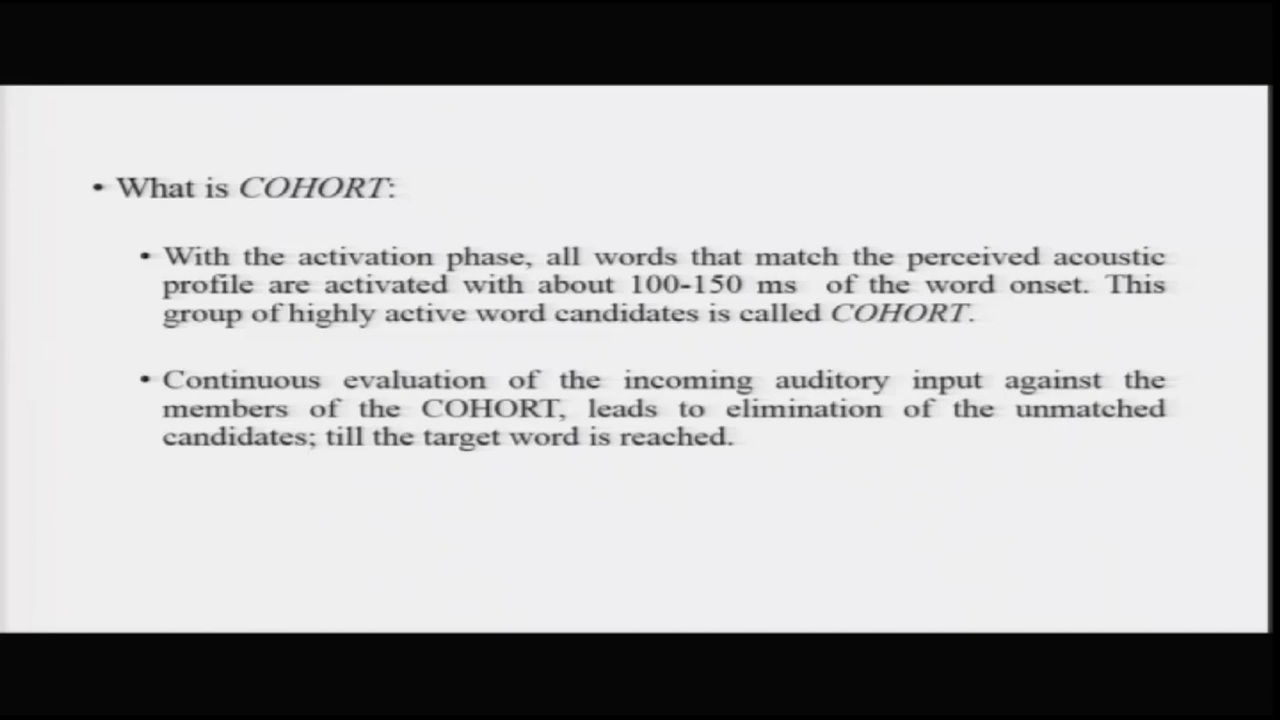 • What is COHORT:
• With the activation phase, all words that match the perceived acoustic
profile are activated with about 100-150 ms of the word onset. This
group of highly active word candidates is called COHORT.
• Continuous evaluation of the incoming auditory input against the
members of the COHORT, leads to elimination of the unmatched
candidates; till the target word is reached.